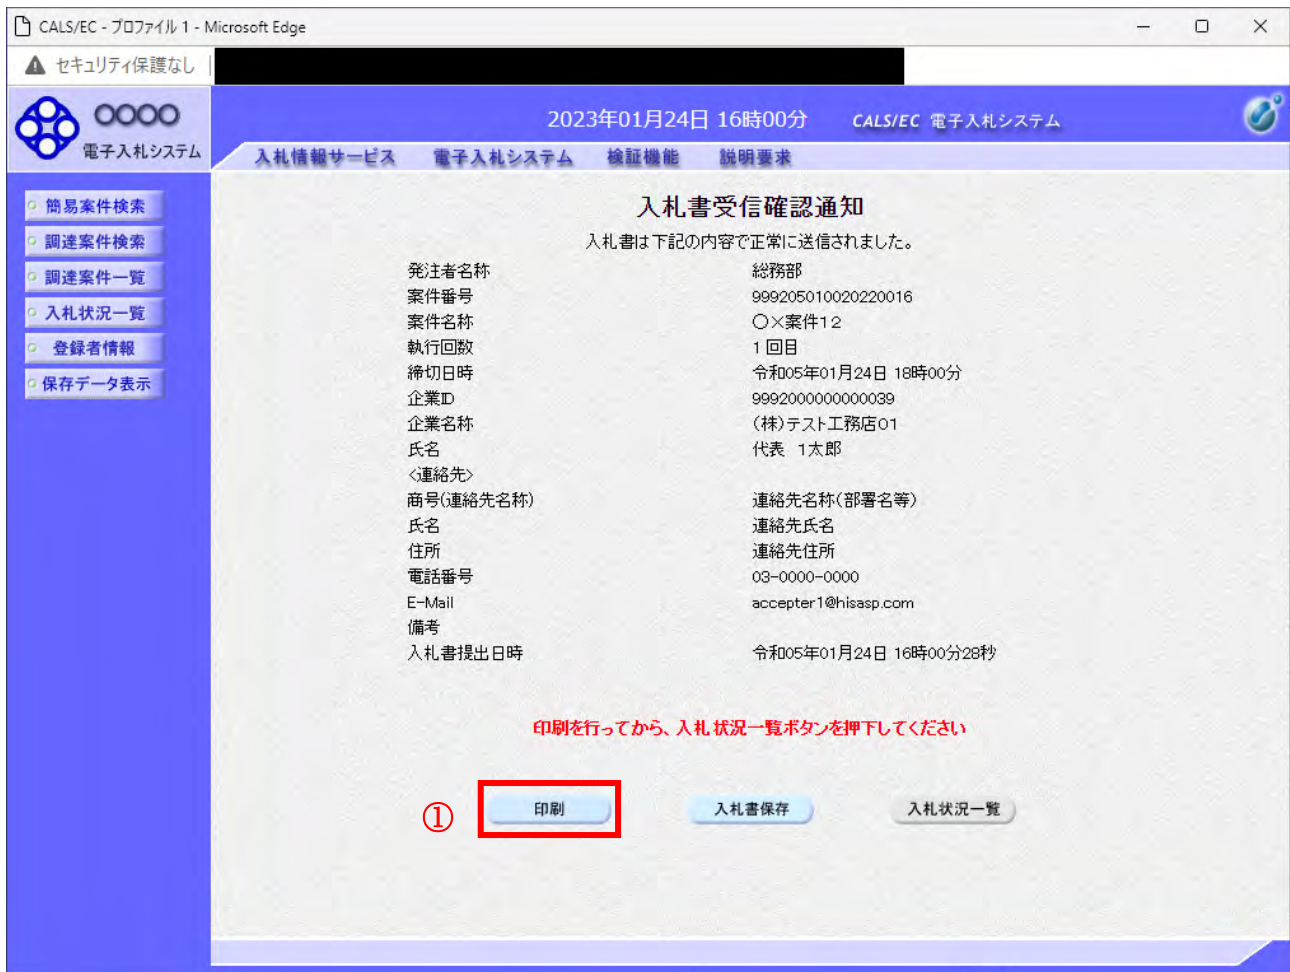 CALS/EC - プロファイル 1 - Microsoft Edge
セキュリティ保護なし
○○○○
電子入札システム
2023年01月24日 16時00分 CALS/EC 電子入札システム
入札情報サービス 電子入札システム 検証機能 説明要求
簡易案件検索
調達案件検索
調達案件一覧
入札状況一覧
登録者情報
保存データ表示
入札書受信確認通知
入札書は下記の内容で正常に送信されました。
発注者名称 総務部
案件番号 999205010020220016
案件名称 ○×案件12
執行回数 1回目
締切日時 令和05年01月24日 18時00分
企業ID 9992000000000039
企業名称 (株)テスト工務店01
氏名 代表 1太郎
<連絡先>
商号(連絡先名称) 連絡先名称(部署名等)
氏名 連絡先氏名
住所 連絡先住所
電話番号 03-0000-0000
E-Mail accepter1@hisasp.com
備考
入札書提出日時 令和05年01月24日 16時00分28秒
印刷を行ってから、入札状況一覧ボタンを押下してください
① 印刷 入札書保存 入札状況一覧